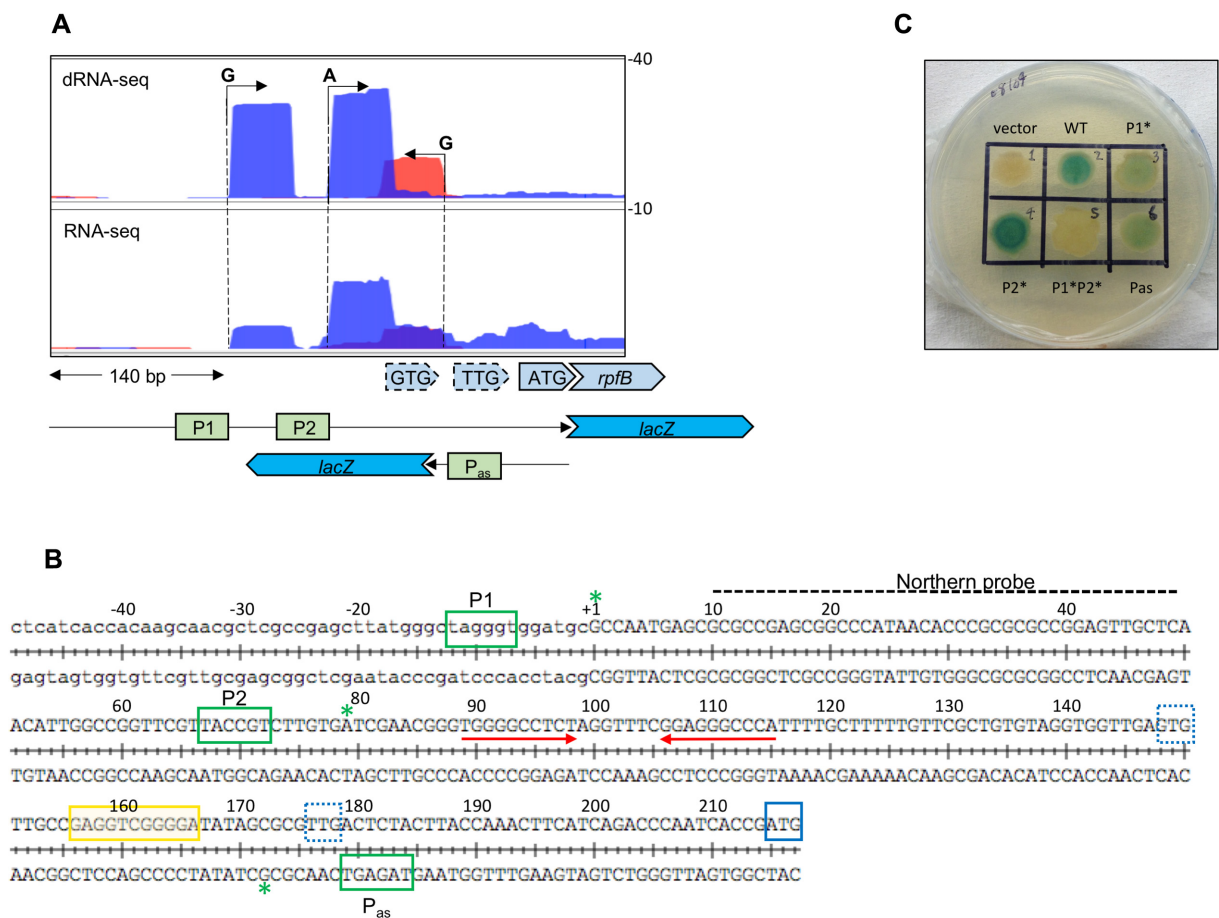 A
C
dRNA-seq
G
A
G
-40
RNA-seq
-10
140 bp
GTG
TTG
ATG
rpfB
P1
P2
lacZ
lacZ
Pas
vector WT P1*
1 2 3
4 5 6
P2* P1*P2* Pas
B
Northern probe
-40 -30 -20 P1 +1 * 10 20 30 40
ctcatcaccacaagcaacgctcgccgagcttatgggctagggtggatgcGCCAATGAGCGCGCCGAGCGGCCCATAACACCCGCGCGCCGGAGTTGCTCA
gagtagtggtgttcgttgcgagcggctcgaatacccgatcccacctacgCGGTTACTCGCGCGGCTCGCCGGGTATTGTGGGCGCGCGGCCTCAACGAGT
60 P2 * 80 90 100 110 120 130 140
ACATTGGCCGGTTCGTTACCGTCTTGTGATCGAACGGGTGGGGCCTCTAGGTTTCGGAGGGCCCATTTTGCTTTTTGTTCGCTGTGTAGGTGGTTGAGTG
TGTAACCGGCCAAGCAATGGCAGAACACTAGCTTGCCCACCCCGGAGATCCAAAGCCTCCCGGGTAAAACGAAAAACAAGCGACACATCCACCAACTCAC
160 170 180 190 200 210
TTGCCGAGGTCGGGGATATAGCGCGTTGACTCTACTTACCAAACTTCATCAGACCCAATCACCGATG
AACGGCTCCAGCCCCTATATCGCGCAACTGAGATGAATGGTTTGAAGTAGTCTGGGTTAGTGGCTAC
*
Pas